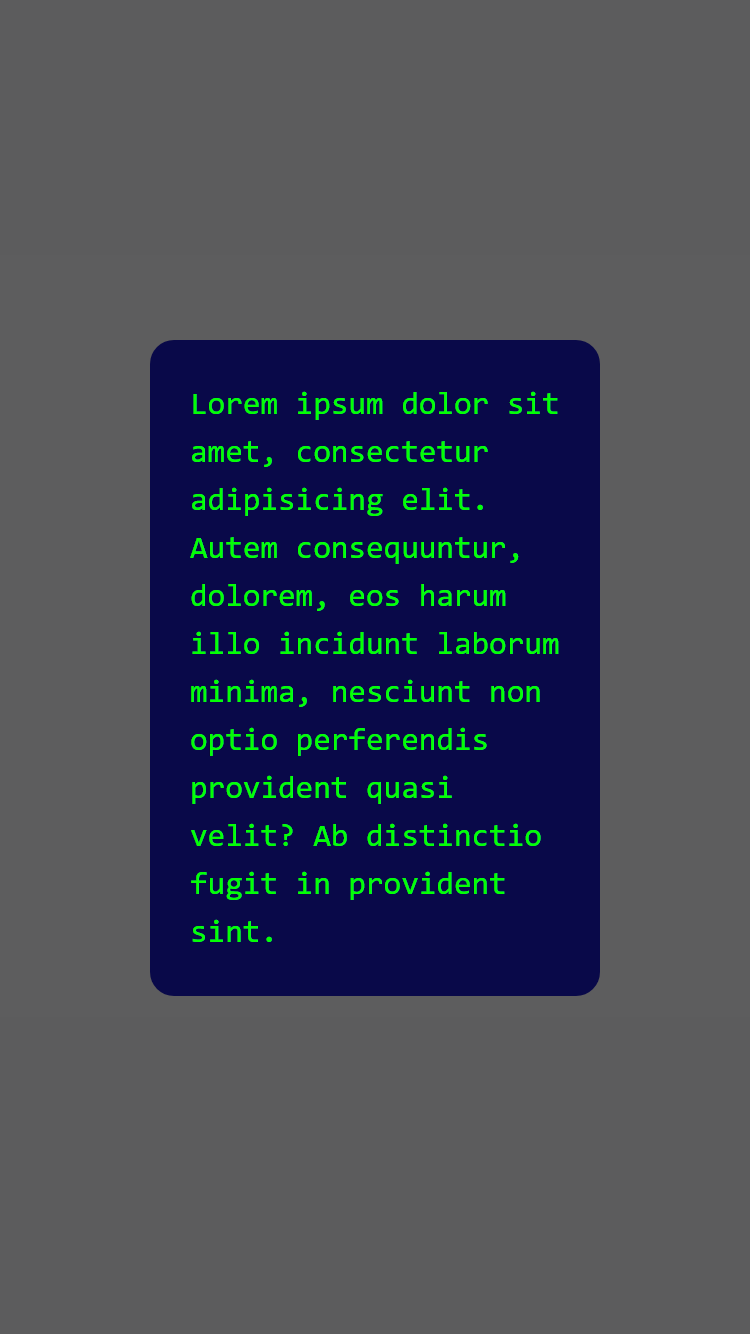 Lorem ipsum dolor sit
amet, consectetur
adipisicing elit.
Autem consequuntur,
dolorem, eos harum
illo incidunt laborum
minima, nesciunt non
optio perferendis
provident quasi
velit? Ab distinctio
fugit in provident
sint.